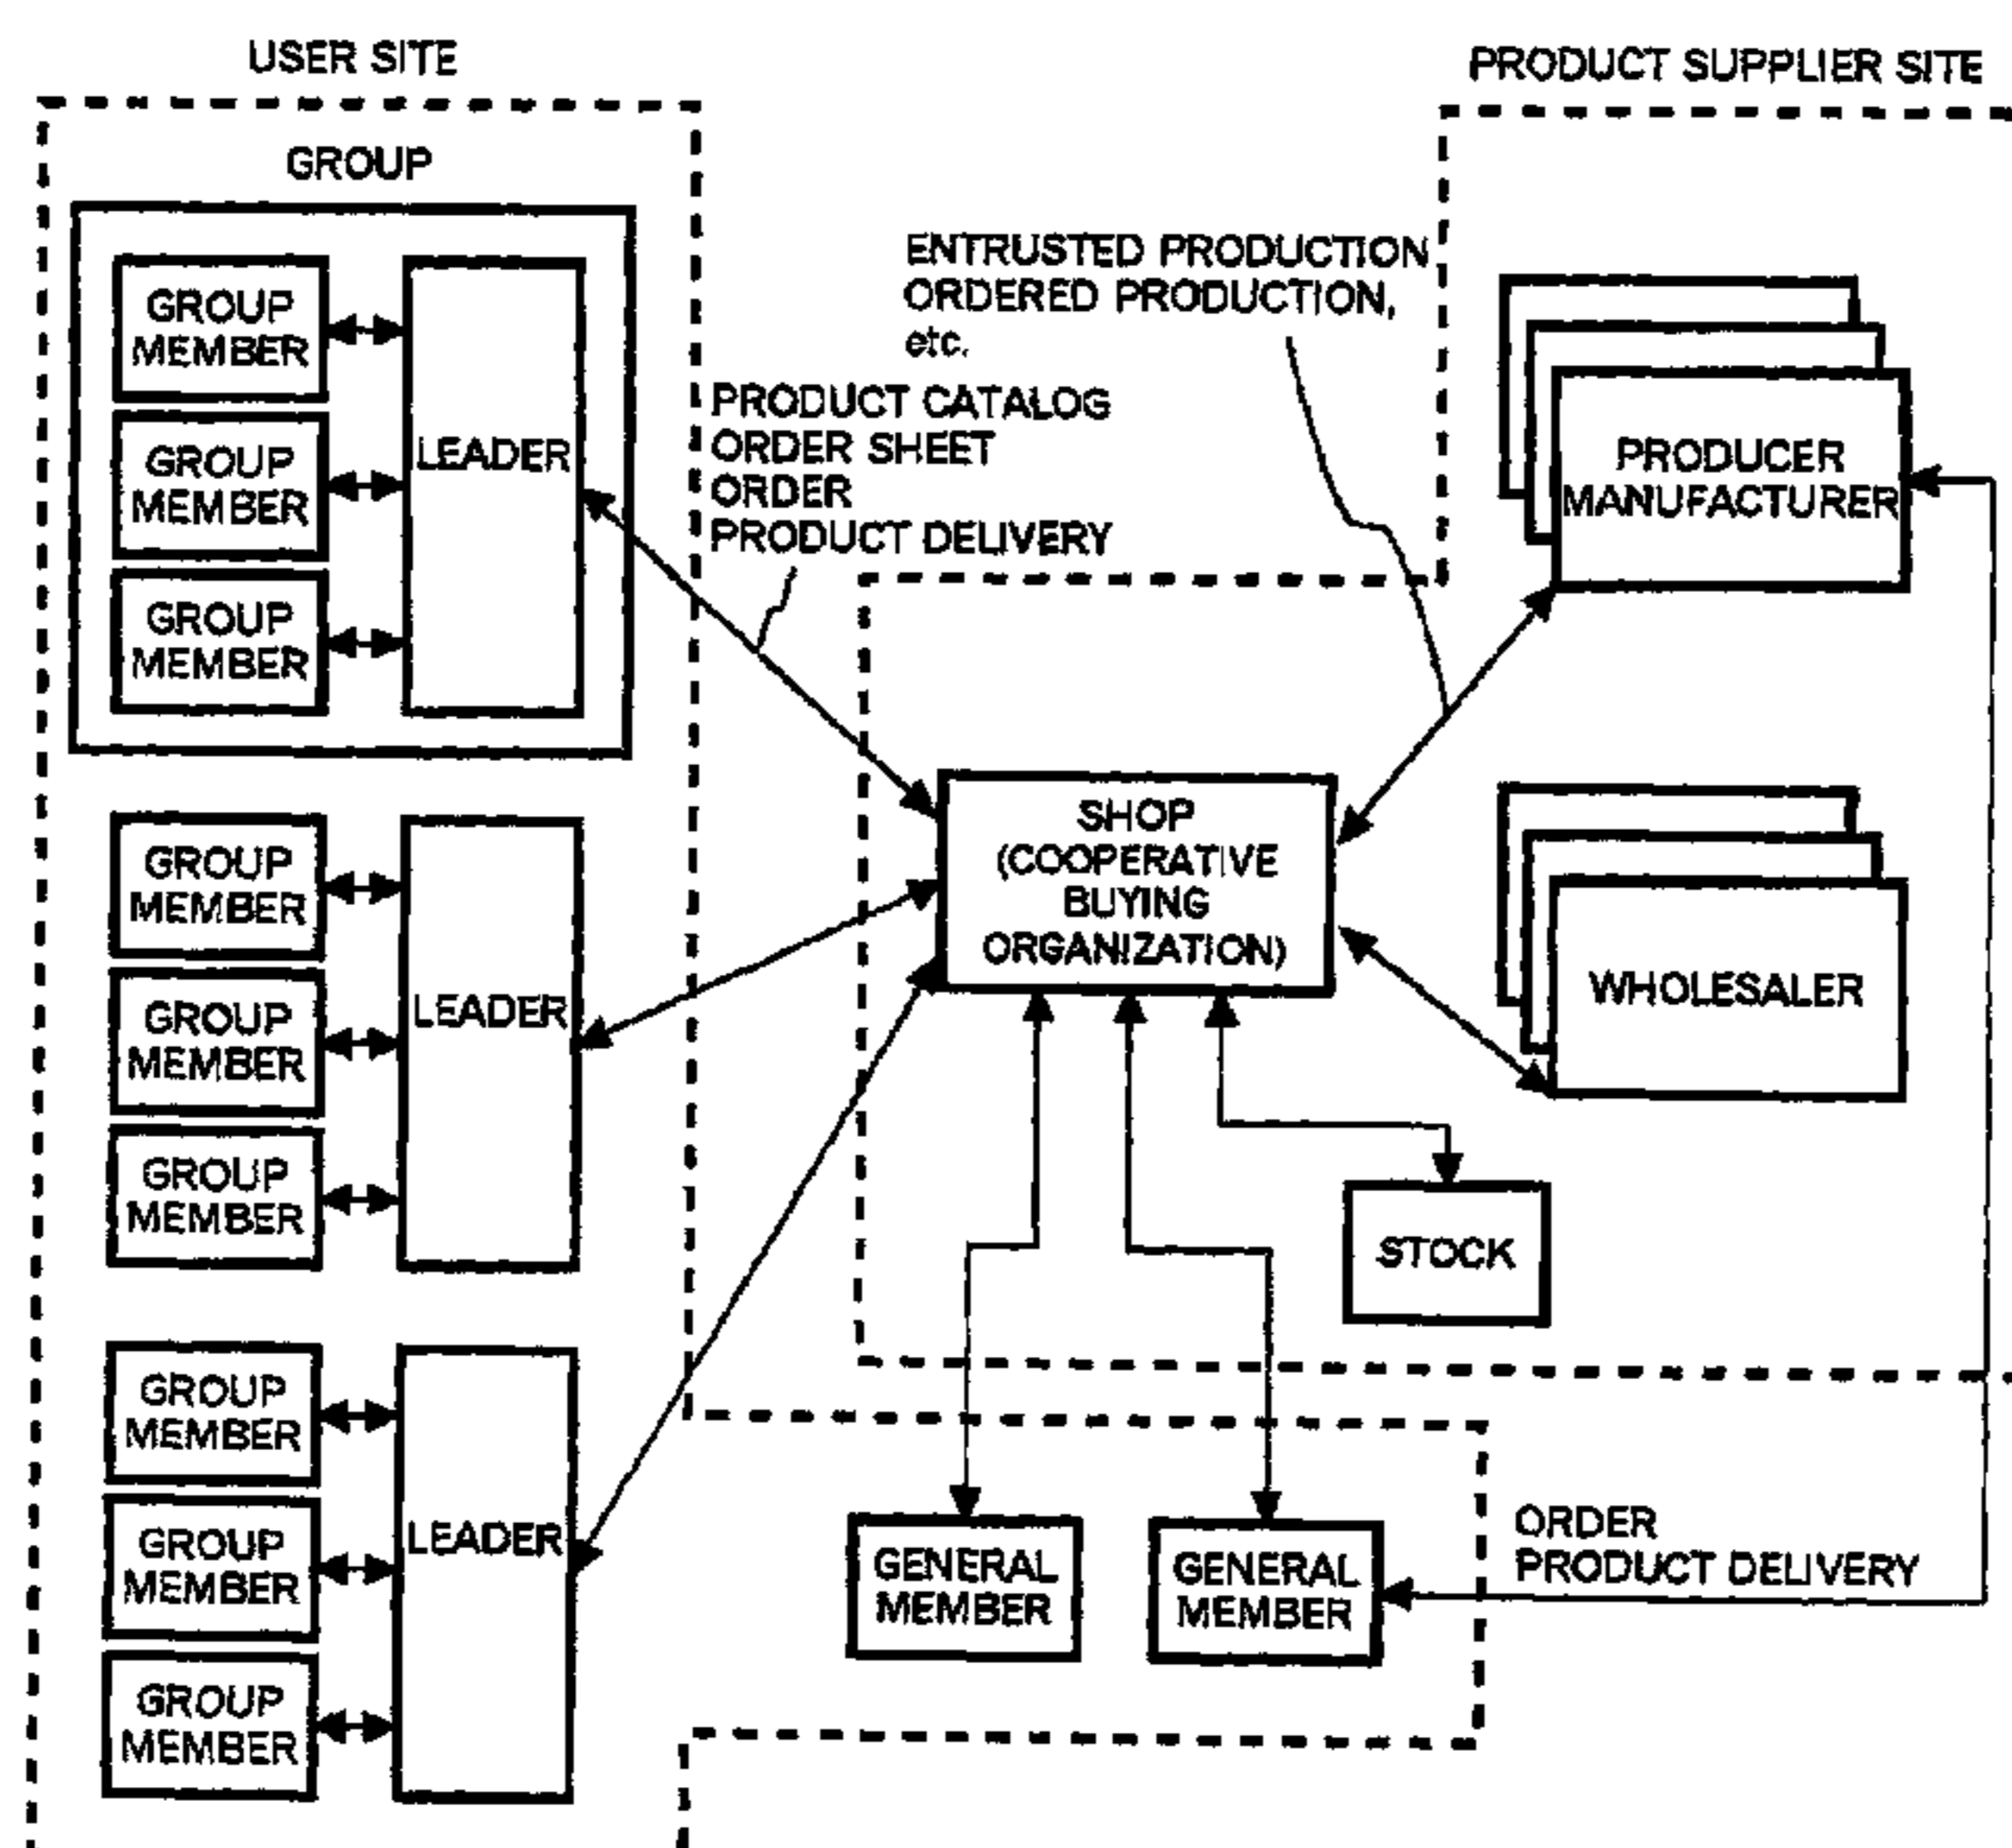 USER SITE
PRODUCT SUPPLIER SITE
GROUP
GROUP
MEMBER
GROUP
MEMBER
GROUP
MEMBER
LEADER
ENTRUSTED PRODUCTION
ORDERED PRODUCTION,
etc.
PRODUCT CATALOG
ORDER SHEET
ORDER
PRODUCT DELIVERY
PRODUCER
MANUFACTURER
SHOP
(COOPERATIVE
BUYING
ORGANIZATION)
WHOLESALER
GROUP
MEMBER
GROUP
MEMBER
GROUP
MEMBER
LEADER
STOCK
GROUP
MEMBER
GROUP
MEMBER
GROUP
MEMBER
LEADER
GENERAL
MEMBER
GENERAL
MEMBER
ORDER
PRODUCT DELIVERY